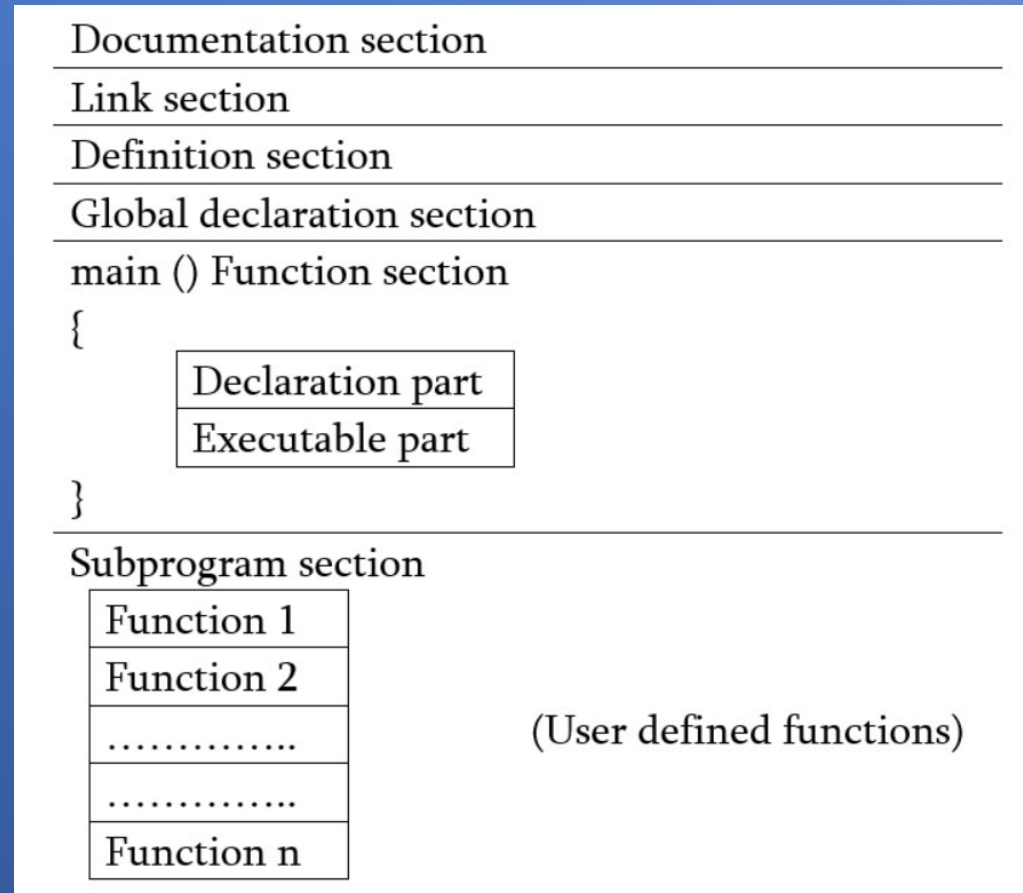 Documentation section
Link section
Definition section
Global declaration section
main () Function section
{
Declaration part
Executable part
}
Subprogram section
Function 1
Function 2
..............
(User defined functions)
..............
Function n